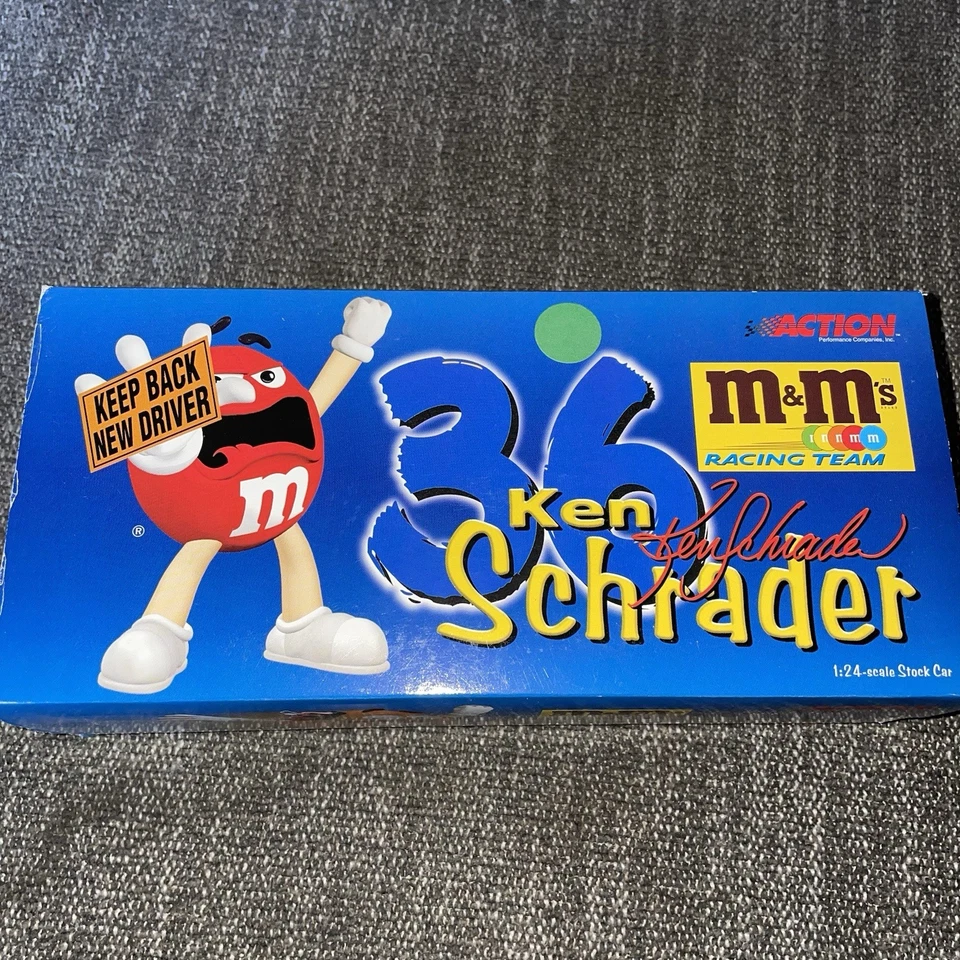 KEEP BACK
NEW DRIVER
m
®
36
ACTION
Performance Companies, Inc.
m&m's
TM
m m m m
RACING TEAM
Ken
Schrader
Ken Schrader
1:24-scale Stock Car